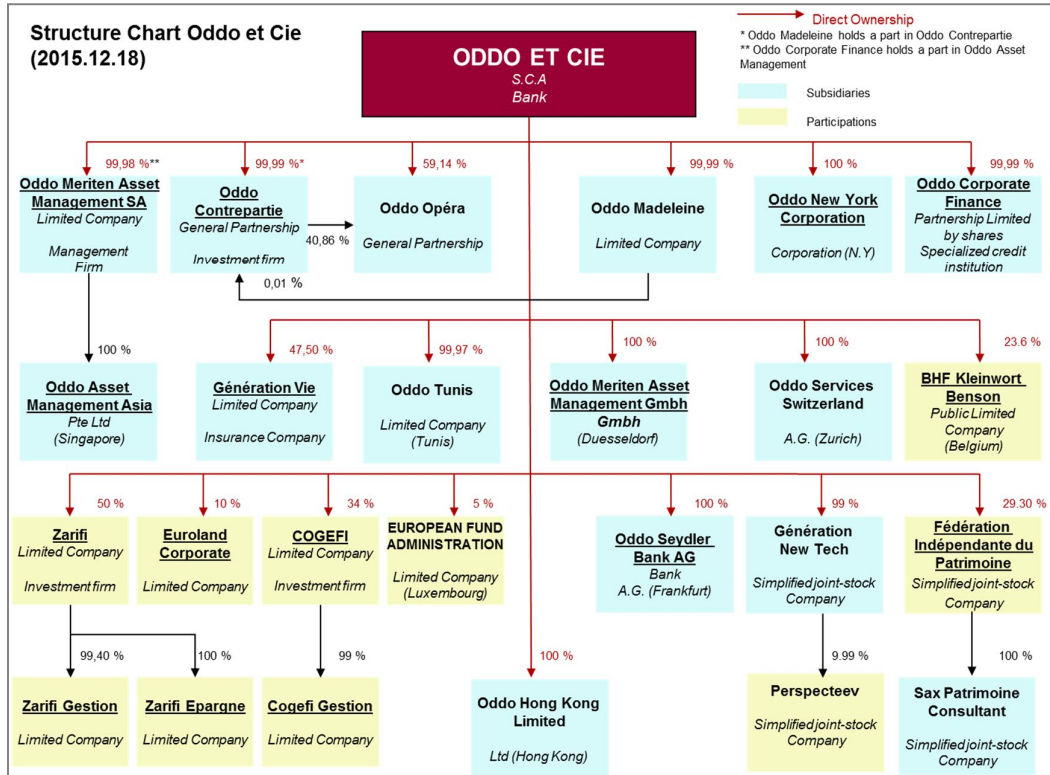 Structure Chart Oddo et Cie
(2015.12.18)
ODDO ET CIE
S.C.A
Bank
Direct Ownership
* Oddo Madeleine holds a part in Oddo Contrepartie
** Oddo Corporate Finance holds a part in Oddo Asset
Management
Subsidiaries
Participations
99,98 %**
Oddo Meriten Asset
Management SA
Limited Company
Management
Firm
99,99 %*
Oddo
Contrepartie
General Partnership
Investment firm
40,86 %
0,01 %
59,14 %
Oddo Opéra
General Partnership
99,99 %
Oddo Madeleine
Limited Company
100 %
Oddo New York
Corporation
Corporation (N.Y)
99,99 %
Oddo Corporate
Finance
Partnership Limited
by shares
Specialized credit
institution
100 %
Oddo Asset
Management Asia
Pte Ltd
(Singapore)
47,50 %
Génération Vie
Limited Company
Insurance Company
99,97 %
Oddo Tunis
Limited Company
(Tunis)
100 %
Oddo Meriten Asset
Management Gmbh
Gmbh
(Duesseldorf)
100 %
Oddo Services
Switzerland
A.G. (Zurich)
23.6 %
BHF Kleinwort
Benson
Public Limited
Company
(Belgium)
50 %
Zarifi
Limited Company
Investment firm
10 %
Euroland
Corporate
Limited Company
34 %
COGEFI
Limited Company
Investment firm
5 %
EUROPEAN FUND
ADMINISTRATION
Limited Company
(Luxembourg)
100 %
Oddo Seydler
Bank AG
Bank
A.G. (Frankfurt)
99 %
Génération
New Tech
Simplified joint-stock
Company
29.30 %
Fédération
Indépendante du
Patrimoine
Simplified joint-stock
Company
99,40 %
Zarifi Gestion
Limited Company
100 %
Zarifi Epargne
Limited Company
99 %
Cogefi Gestion
Limited Company
100 %
Oddo Hong Kong
Limited
Ltd (Hong Kong)
9.99 %
Perspecteev
Simplified joint-stock
Company
100 %
Sax Patrimoine
Consultant
Simplified joint-stock
Company